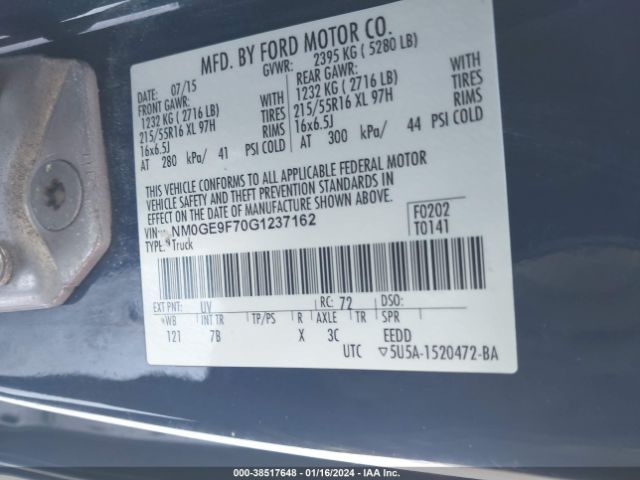 MFD. BY FORD MOTOR CO.
DATE: 07/15 GVWR: 2395 KG ( 5280 LB)
FRONT GAWR: REAR GAWR:
1232 KG ( 2716 LB) WITH 1232 KG ( 2716 LB) WITH
215/55R16 XL 97H TIRES 215/55R16 XL 97H TIRES
16x6.5J RIMS 16x6.5J RIMS
AT 280 kPa/ 41 PSI COLD AT 300 kPa/ 44 PSI COLD
THIS VEHICLE CONFORMS TO ALL APPLICABLE FEDERAL MOTOR
VEHICLE SAFETY AND THEFT PREVENTION STANDARDS IN
EFFECT ON THE DATE OF MANUFACTURE SHOWN ABOVE.
VIN: NM0GE9F70G1237162 F0202
TYPE: Truck T0141
EXT PNT: UV RC: 72 DSO:
WB INT TR TP/PS R AXLE TR SPR
121 7B X 3C EEDD
UTC ▽5U5A-1520472-BA
000-38517648 - 01/16/2024 - IAA Inc.